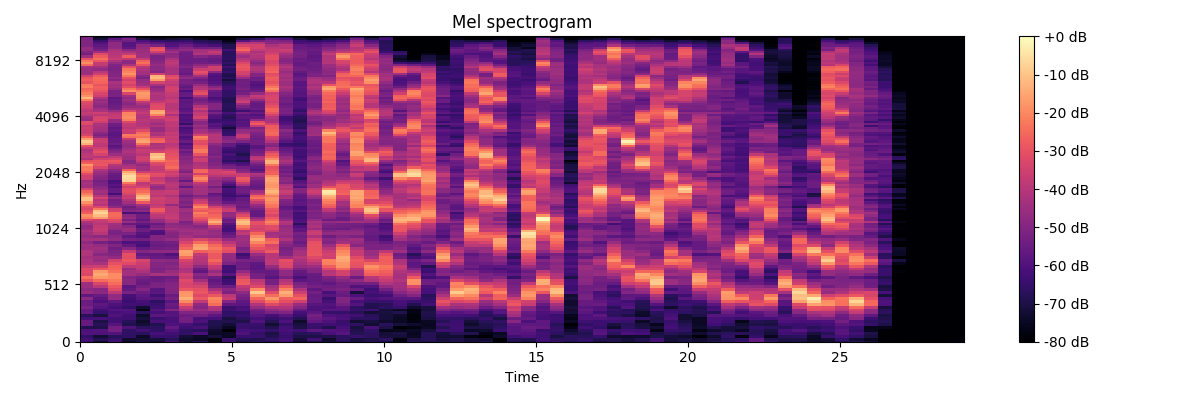 Mel spectrogram
8192
4096
2048
1024
512
0
Hz
0 5 10 15 20 25
Time
+0 dB
-10 dB
-20 dB
-30 dB
-40 dB
-50 dB
-60 dB
-70 dB
-80 dB